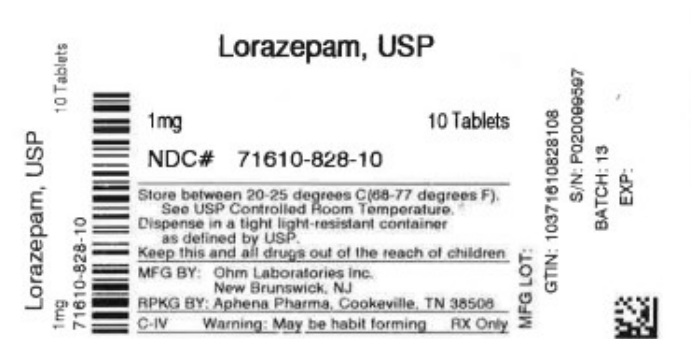 Lorazepam, USP
10 Tablets
1mg
71610-828-10
Lorazepam, USP
1mg 10 Tablets
NDC# 71610-828-10
Store between 20-25 degrees C(68-77 degrees F).
See USP Controlled Room Temperature.
Dispense in a tight light-resistant container
as defined by USP.
Keep this and all drugs out of the reach of children
MFG BY: Ohm Laboratories Inc.
New Brunswick, NJ
RPKG BY: Aphena Pharma, Cookeville, TN 38506
C-IV Warning: May be habit forming RX Only
MFG LOT:
GTIN: 10371610828108
S/N: P020099597
BATCH: 13
EXP: